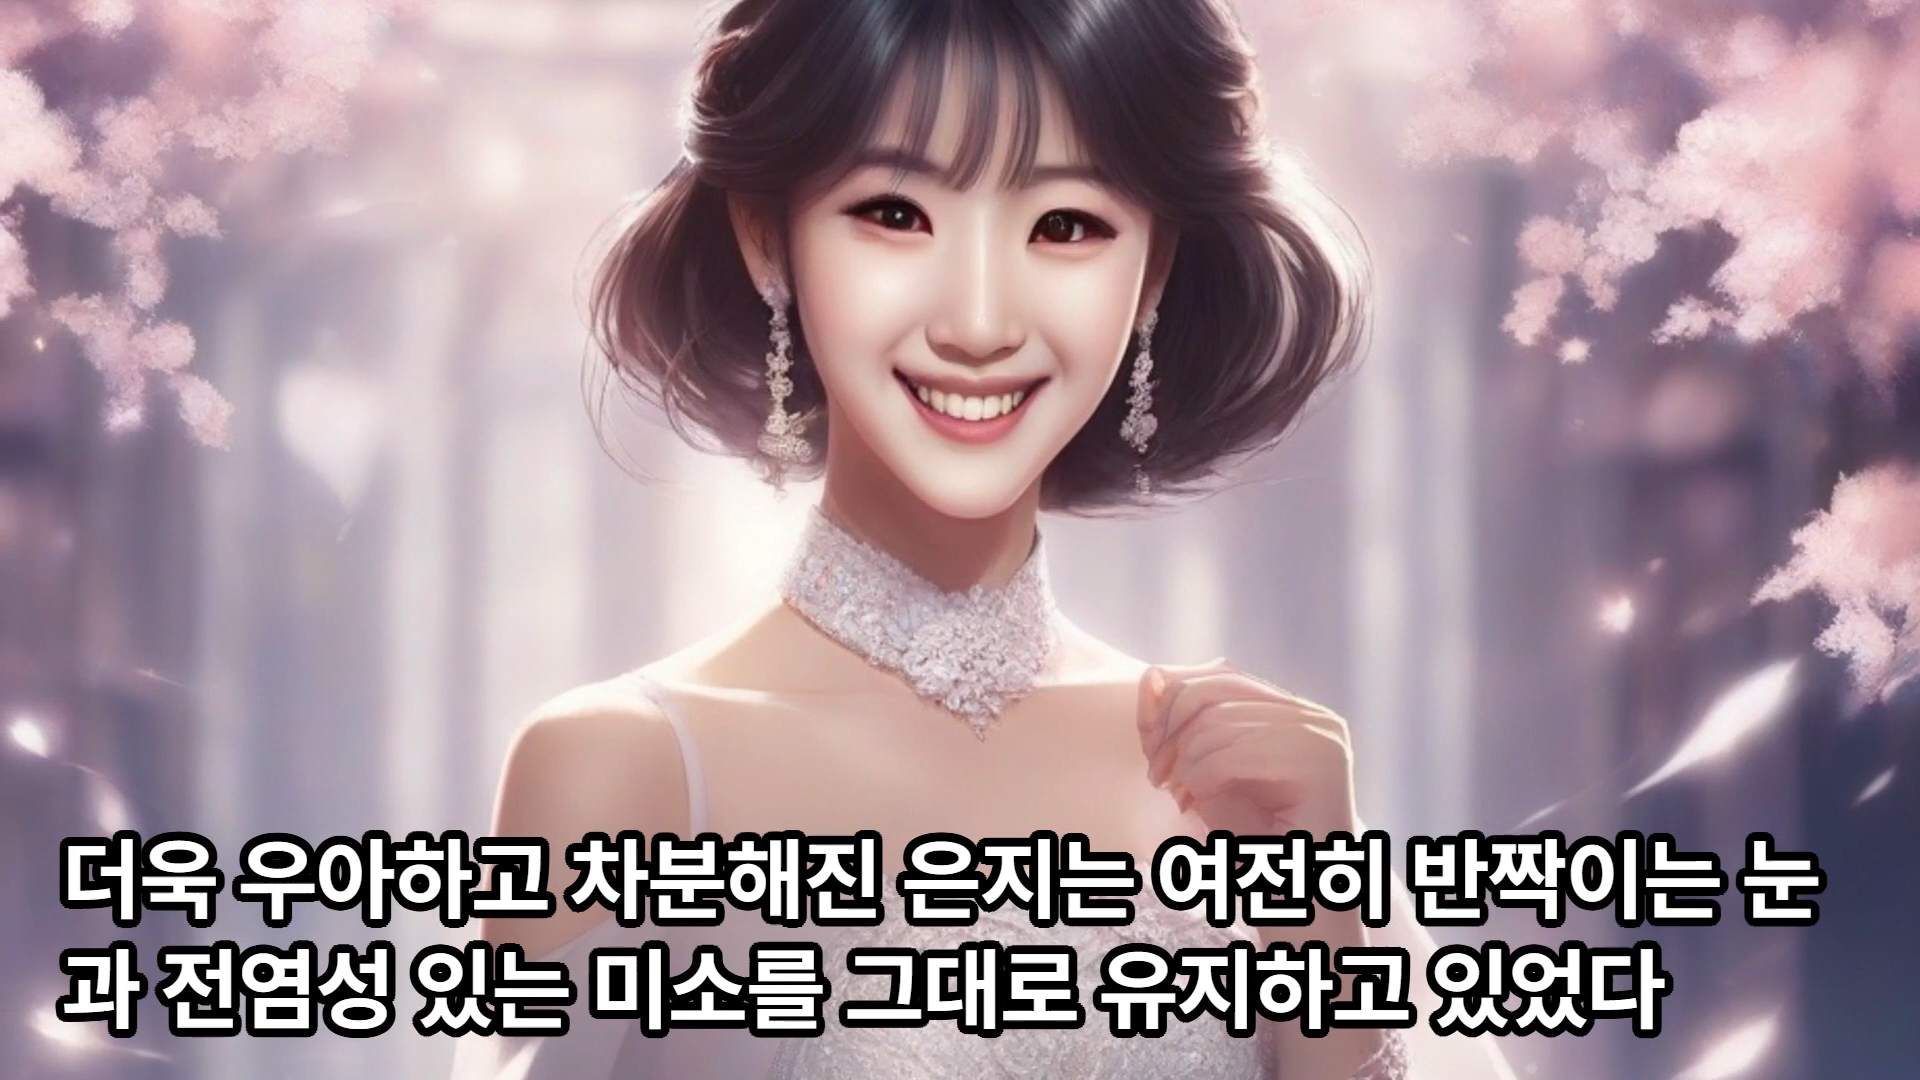 더욱 우아하고 차분해진 은지는 여전히 반짝이는 눈
과 전염성 있는 미소를 그대로 유지하고 있었다